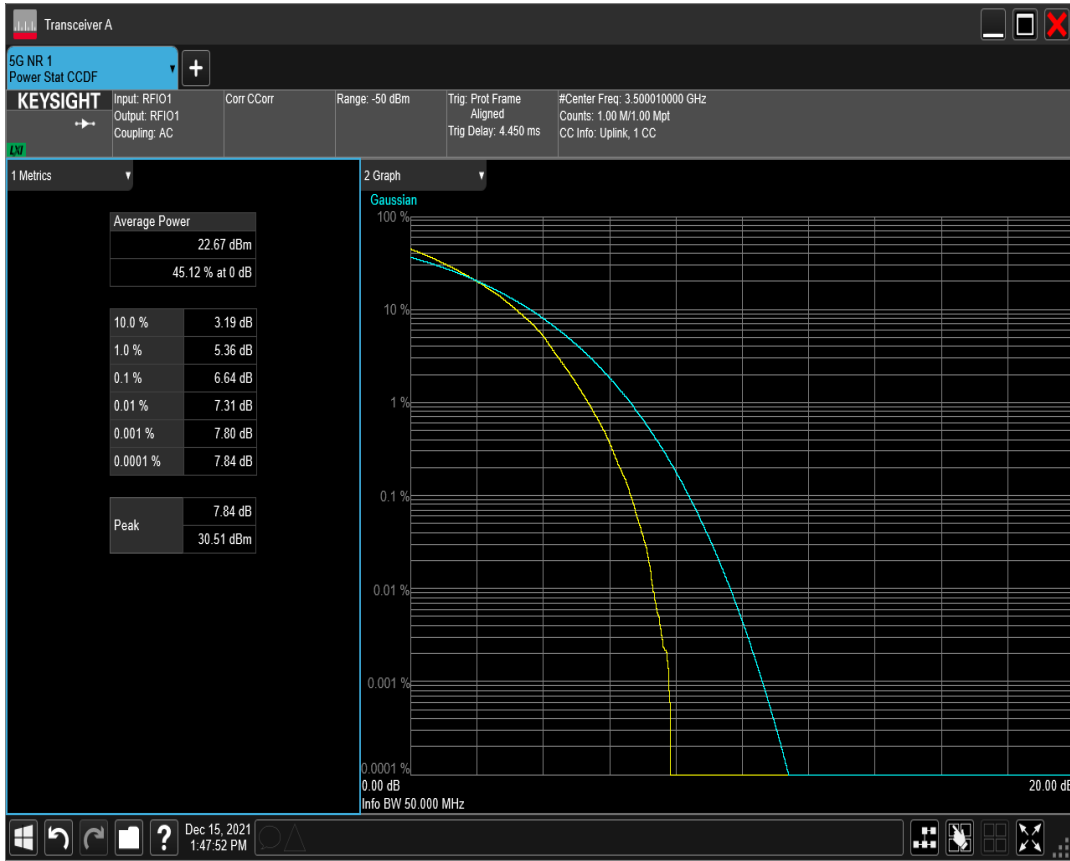 Transceiver A
5G NR 1
Power Stat CCDF
KEYSIGHT
LXI
Input: RFIO1
Output: RFIO1
Coupling: AC
Corr CCorr
Range: -50 dBm
Trig: Prot Frame
Aligned
Trig Delay: 4.450 ms
#Center Freq: 3.500010000 GHz
Counts: 1.00 M/1.00 Mpt
CC Info: Uplink, 1 CC
1 Metrics
Average Power
22.67 dBm
45.12 % at 0 dB
10.0 % 3.19 dB
1.0 % 5.36 dB
0.1 % 6.64 dB
0.01 % 7.31 dB
0.001 % 7.80 dB
0.0001 % 7.84 dB
Peak 7.84 dB
30.51 dBm
2 Graph
Gaussian
100 %
10 %
1 %
0.1 %
0.01 %
0.001 %
0.0001 %
0.00 dB 20.00 dB
Info BW 50.000 MHz
? Dec 15, 2021
1:47:52 PM